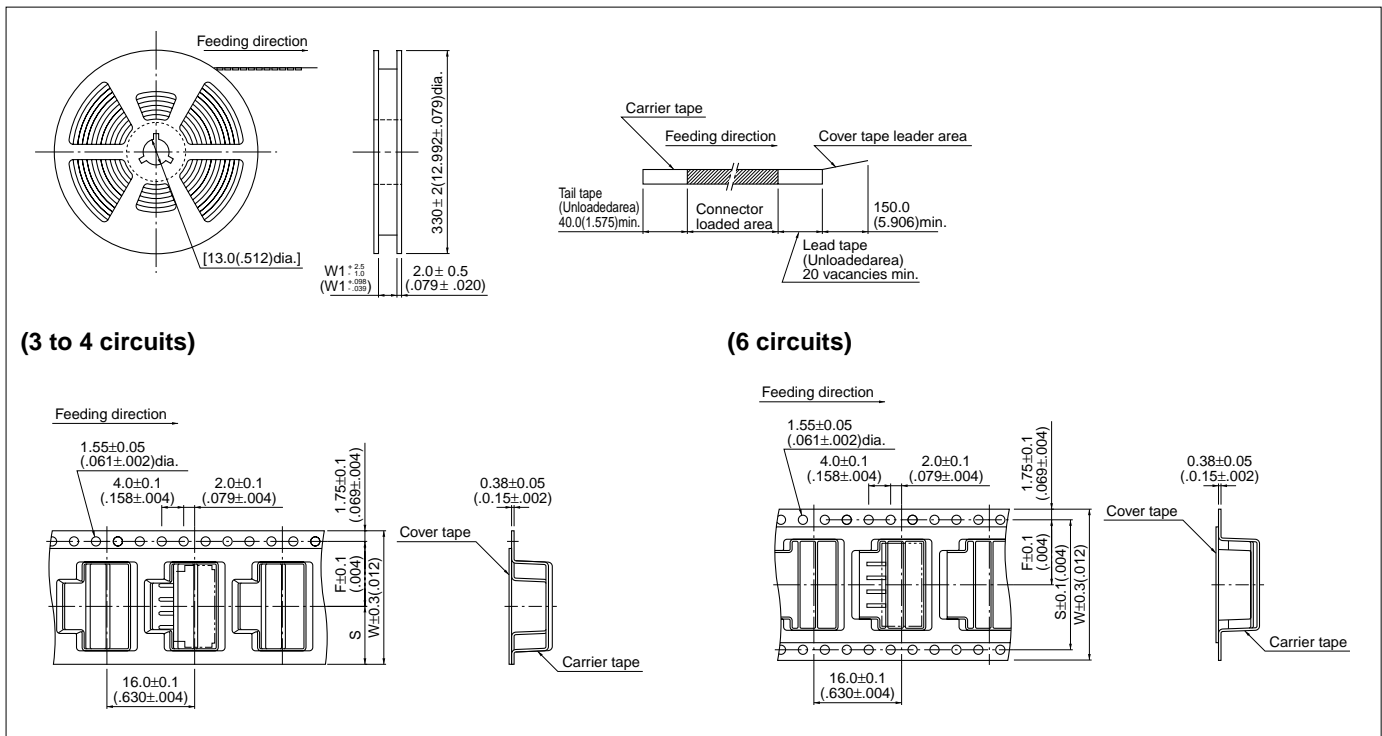 Feeding direction
330±2(12.992±.079)dia.
[13.0(.512)dia.]
W1 +2.5 -1.0
(W1 +.098 -.039)
2.0± 0.5
(.079± .020)
Carrier tape
Feeding direction
Cover tape leader area
Tail tape
(Unloadedarea)
40.0(1.575)min.
Connector
loaded area
150.0
(5.906)min.
Lead tape
(Unloadedarea)
20 vacancies min.
(3 to 4 circuits)
Feeding direction
1.55±0.05
(.061±.002)dia.
4.0±0.1
(.158±.004)
2.0±0.1
(.079±.004)
1.75±0.1
(.069±.004)
F±0.1
(.004)
S
W±0.3(.012)
16.0±0.1
(.630±.004)
0.38±0.05
(.0.15±.002)
Cover tape
Carrier tape
(6 circuits)
Feeding direction
1.55±0.05
(.061±.002)dia.
4.0±0.1
(.158±.004)
2.0±0.1
(.079±.004)
1.75±0.1
(.069±.004)
F±0.1
(.004)
S±0.1(.004)
W±0.3(.012)
16.0±0.1
(.630±.004)
0.38±0.05
(.0.15±.002)
Cover tape
Carrier tape